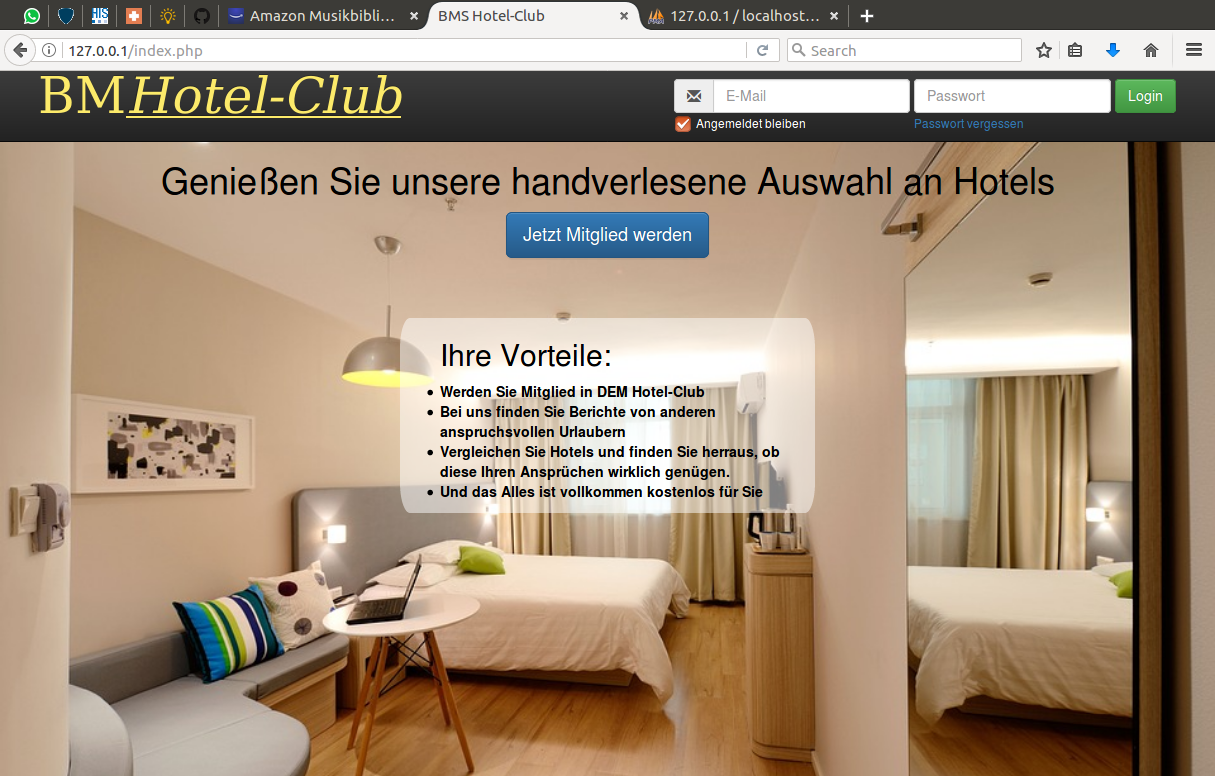 Amazon Musikbibli…
BMS Hotel-Club
127.0.0.1 / localhost…
127.0.0.1/index.php
Search
BMHotel-Club
E-Mail
Passwort
Login
Angemeldet bleiben
Passwort vergessen
Genießen Sie unsere handverlesene Auswahl an Hotels
Jetzt Mitglied werden
Ihre Vorteile:
Werden Sie Mitglied in DEM Hotel-Club
Bei uns finden Sie Berichte von anderen
anspruchsvollen Urlaubern
Vergleichen Sie Hotels und finden Sie herraus, ob
diese Ihren Ansprüchen wirklich genügen.
Und das Alles ist vollkommen kostenlos für Sie